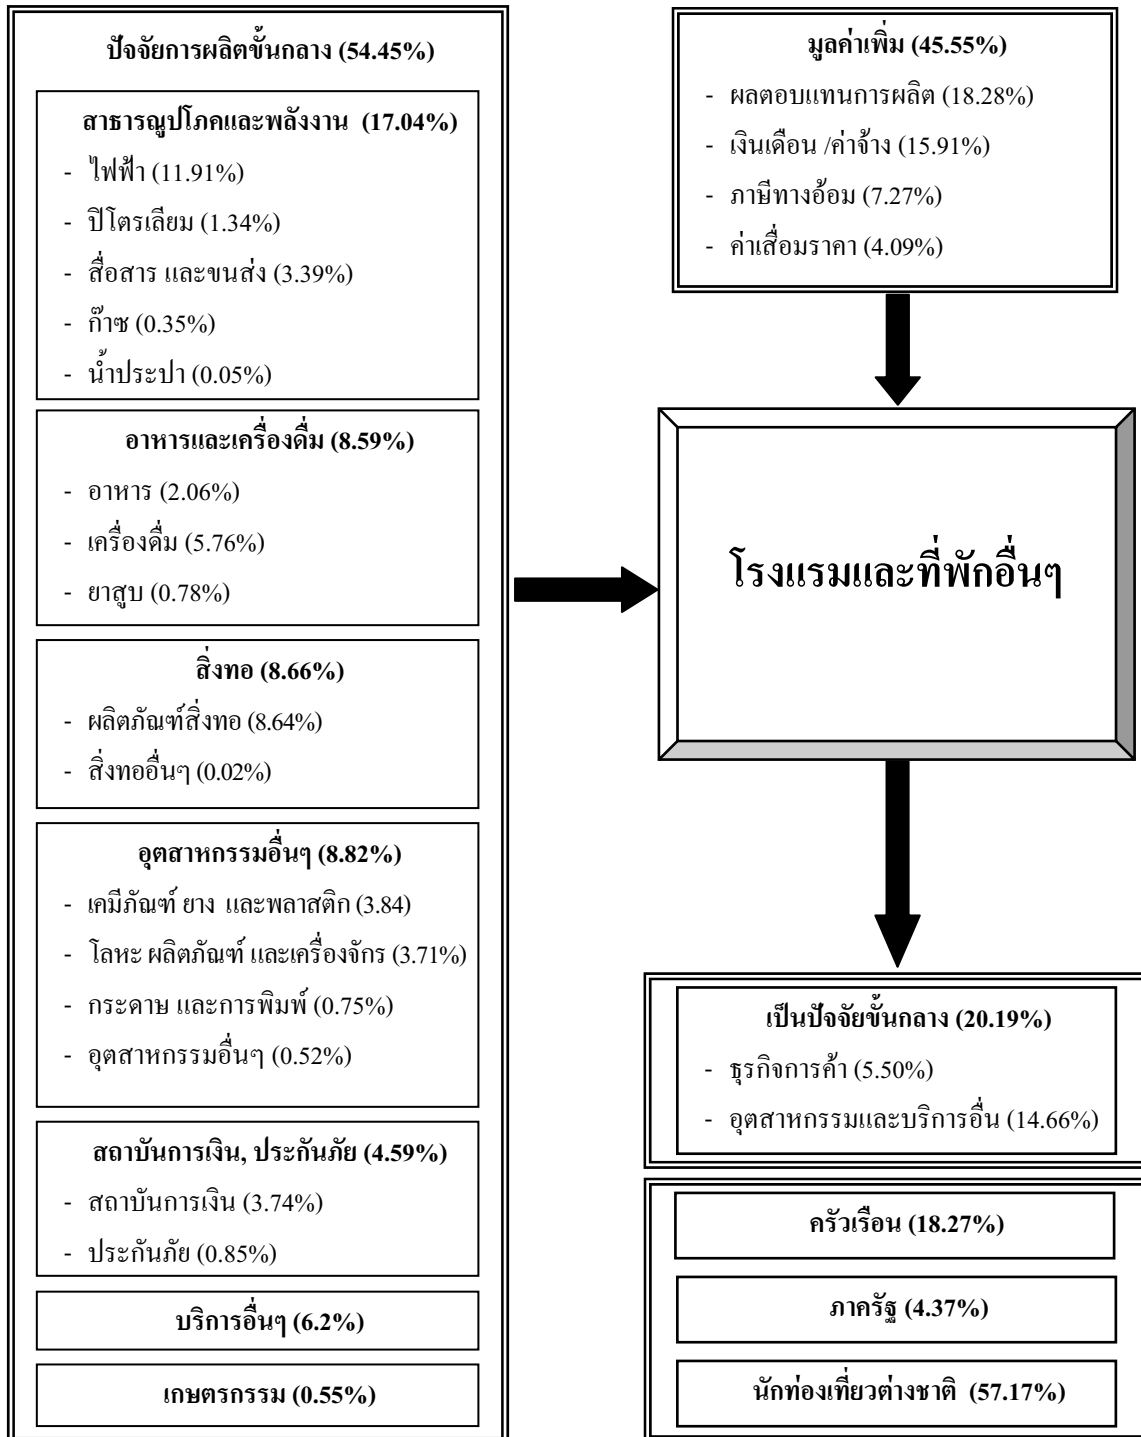 ปัจจัยการผลิตขั้นกลาง (54.45%)
สาธารณูปโภคและพลังงาน (17.04%)
- ไฟฟ้า (11.91%)
- ปิโตรเลียม (1.34%)
- สื่อสาร และขนส่ง (3.39%)
- ก๊าซ (0.35%)
- น้ำประปา (0.05%)
อาหารและเครื่องดื่ม (8.59%)
- อาหาร (2.06%)
- เครื่องดื่ม (5.76%)
- ยาสูบ (0.78%)
สิ่งทอ (8.66%)
- ผลิตภัณฑ์สิ่งทอ (8.64%)
- สิ่งทออื่นๆ (0.02%)
อุตสาหกรรมอื่นๆ (8.82%)
- เคมีภัณฑ์ ยาง และพลาสติก (3.84)
- โลหะ ผลิตภัณฑ์ และเครื่องจักร (3.71%)
- กระดาษ และการพิมพ์ (0.75%)
- อุตสาหกรรมอื่นๆ (0.52%)
สถาบันการเงิน, ประกันภัย (4.59%)
- สถาบันการเงิน (3.74%)
- ประกันภัย (0.85%)
บริการอื่นๆ (6.2%)
เกษตรกรรม (0.55%)
มูลค่าเพิ่ม (45.55%)
- ผลตอบแทนการผลิต (18.28%)
- เงินเดือน /ค่าจ้าง (15.91%)
- ภาษีทางอ้อม (7.27%)
- ค่าเสื่อมราคา (4.09%)
โรงแรมและที่พักอื่นๆ
เป็นปัจจัยขั้นกลาง (20.19%)
- ธุรกิจการค้า (5.50%)
- อุตสาหกรรมและบริการอื่น (14.66%)
ครัวเรือน (18.27%)
ภาครัฐ (4.37%)
นักท่องเที่ยวต่างชาติ (57.17%)